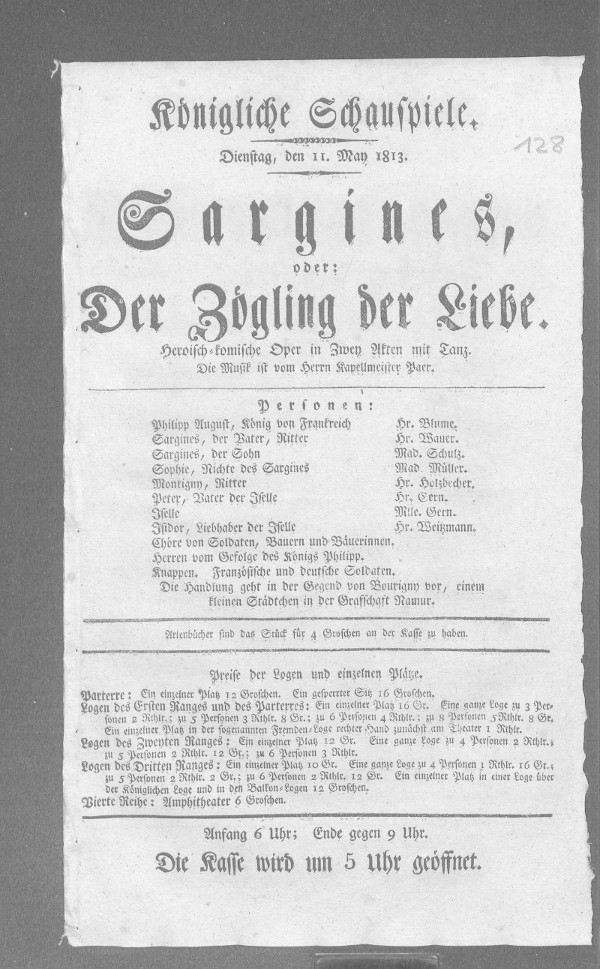 Königliche Schauspiele.
128
Dienstag, den 11. May 1813.
Sargines,
oder:
Der Zögling der Liebe.
Heroisch-komische Oper in Zwey Akten mit Tanz.
Die Musik ist vom Herrn Kapellmeister Paer.
Personen:
Philipp August, König von Frankreich Hr. Blume.
Sargines, der Vater, Ritter Hr. Wauer.
Sargines, der Sohn Mad. Schulz.
Sophie, Nichte des Sargines Mad. Müller.
Montigny, Ritter Hr. Holzbecher.
Peter, Vater der Iselle Hr. Gern.
Iselle Mlle. Gern.
Isidor, Liebhaber der Iselle Hr. Weitzmann.
Chöre von Soldaten, Bauern und Bäuerinnen.
Herren vom Gefolge des Königs Philipp.
Knappen. Französische und deutsche Soldaten.
Die Handlung geht in der Gegend von Bovrigny vor, einem
kleinen Städtchen in der Grafschaft Namur.
Arienbücher sind das Stück für 4 Groschen an der Kasse zu haben.
Preise der Logen und einzelnen Plätze.
Parterre: Ein einzelner Platz 12 Groschen. Ein gesperrter Sitz 16 Groschen.
Logen des Ersten Ranges und des Parterres: Ein einzelner Platz 16 Gr. Eine ganze Loge zu 3 Per-
sonen 2 Rthlr.; zu 5 Personen 3 Rthlr. 8 Gr.; zu 6 Personen 4 Rthlr.; zu 8 Personen 5 Rthlr. 8 Gr.
Ein einzelner Platz in der sogenannten Fremden-Loge rechter Hand zunächst am Theater 1 Rthlr.
Logen des Zweyten Ranges: Ein einzelner Platz 12 Gr. Eine ganze Loge zu 4 Personen 2 Rthlr.;
zu 5 Personen 2 Rthlr. 12 Gr.; zu 6 Personen 3 Rthlr.
Logen des Dritten Ranges: Ein einzelner Platz 10 Gr. Eine ganze Loge zu 4 Personen 1 Rthlr. 16 Gr.;
zu 5 Personen 2 Rthlr. 2 Gr.; zu 6 Personen 2 Rthlr. 12 Gr. Ein einzelner Platz in einer Loge über
der Königlichen Loge und in den Balkon-Logen 12 Groschen.
Vierte Reihe: Amphitheater 6 Groschen.
Anfang 6 Uhr; Ende gegen 9 Uhr.
Die Kasse wird um 5 Uhr geöffnet.